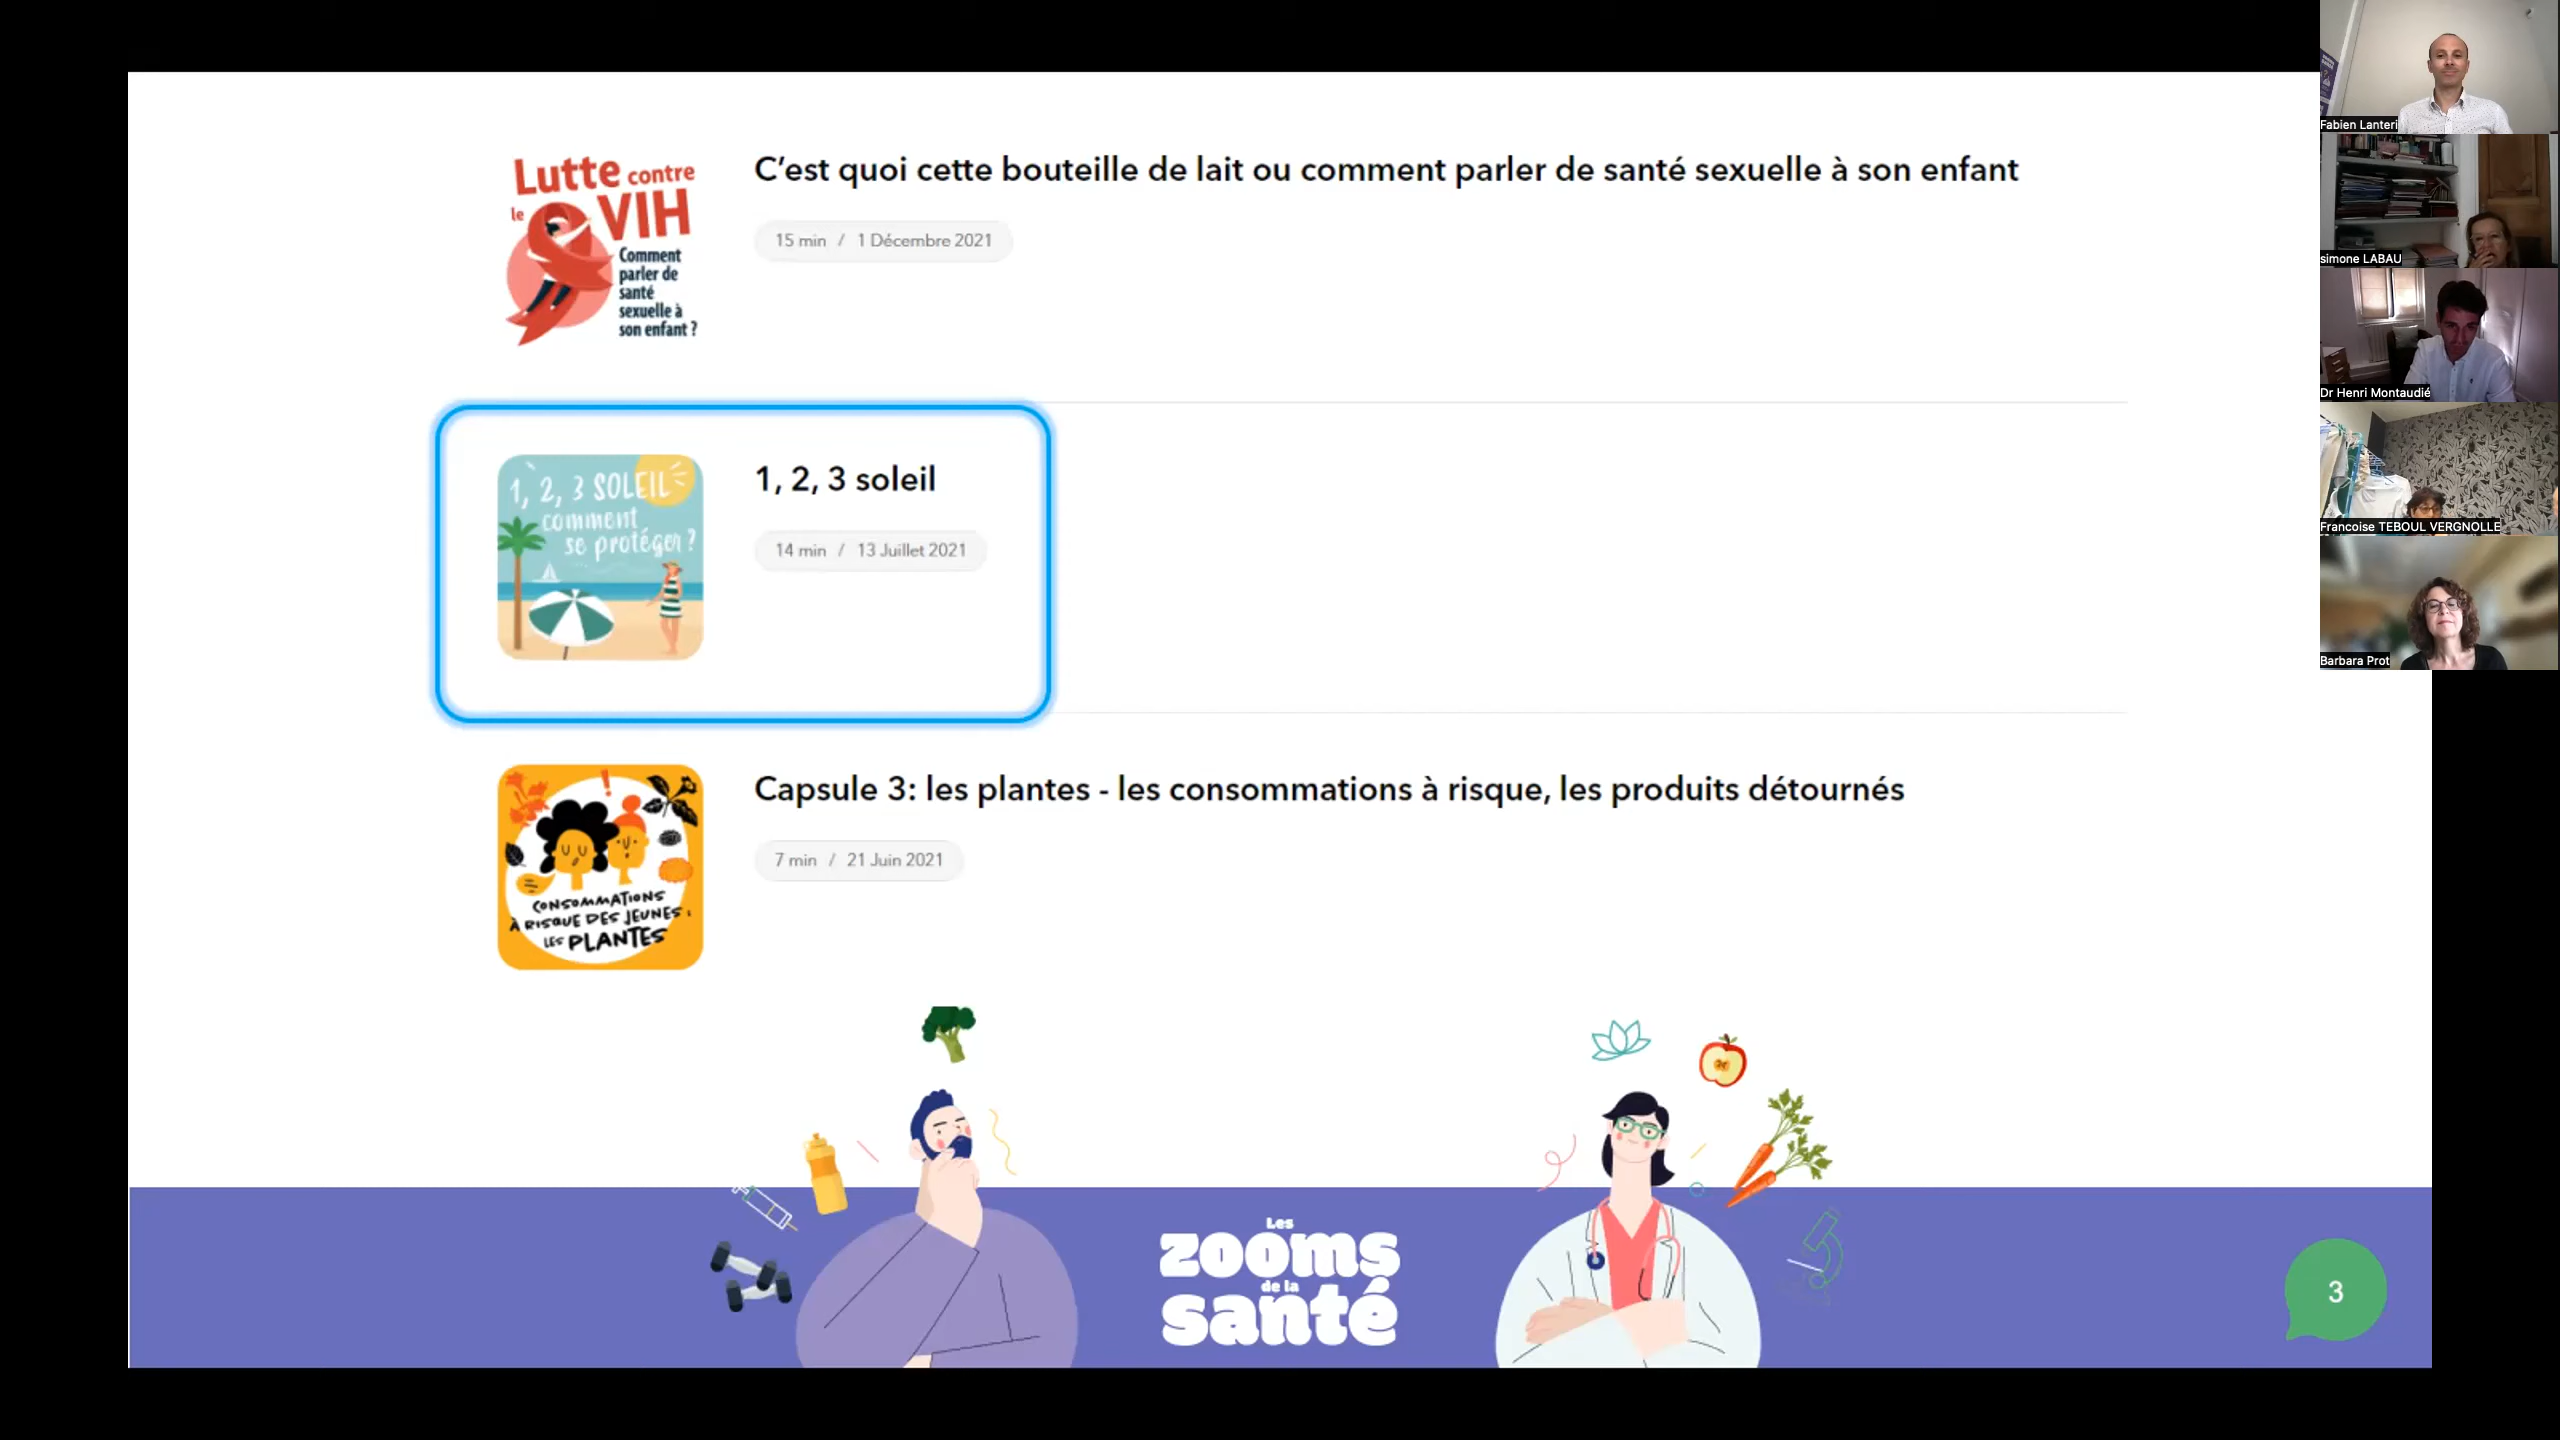 Lutte contre
le VIH
Comment
parler de
santé
sexuelle à
son enfant ?
C’est quoi cette bouteille de lait ou comment parler de santé sexuelle à son enfant
15 min / 1 Décembre 2021
1, 2, 3 SOLEIL
comment
se protéger ?
1, 2, 3 soleil
14 min / 13 Juillet 2021
CONSOMMATIONS
À RISQUE DES JEUNES :
LES PLANTES
Capsule 3: les plantes - les consommations à risque, les produits détournés
7 min / 21 Juin 2021
Les
zooms
de la
santé
3
Fabien Lanteri
simone LABAU
Dr Henri Montaudié
Francoise TEBOUL VERGNOLLE
Barbara Prot